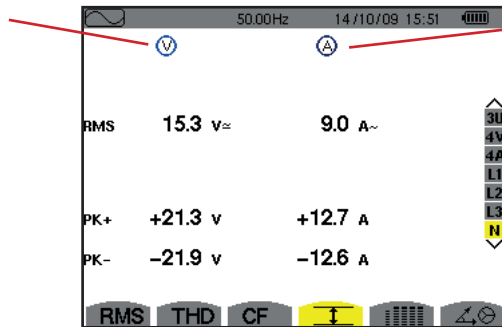 50.00Hz 14/10/09 15:51
V A
RMS 15.3 V≃ 9.0 A~
3U
4V
4A
L1
L2
L3
N
PK+ +21.3 V +12.7 A
PK- -21.9 V -12.6 A
RMS THD CF